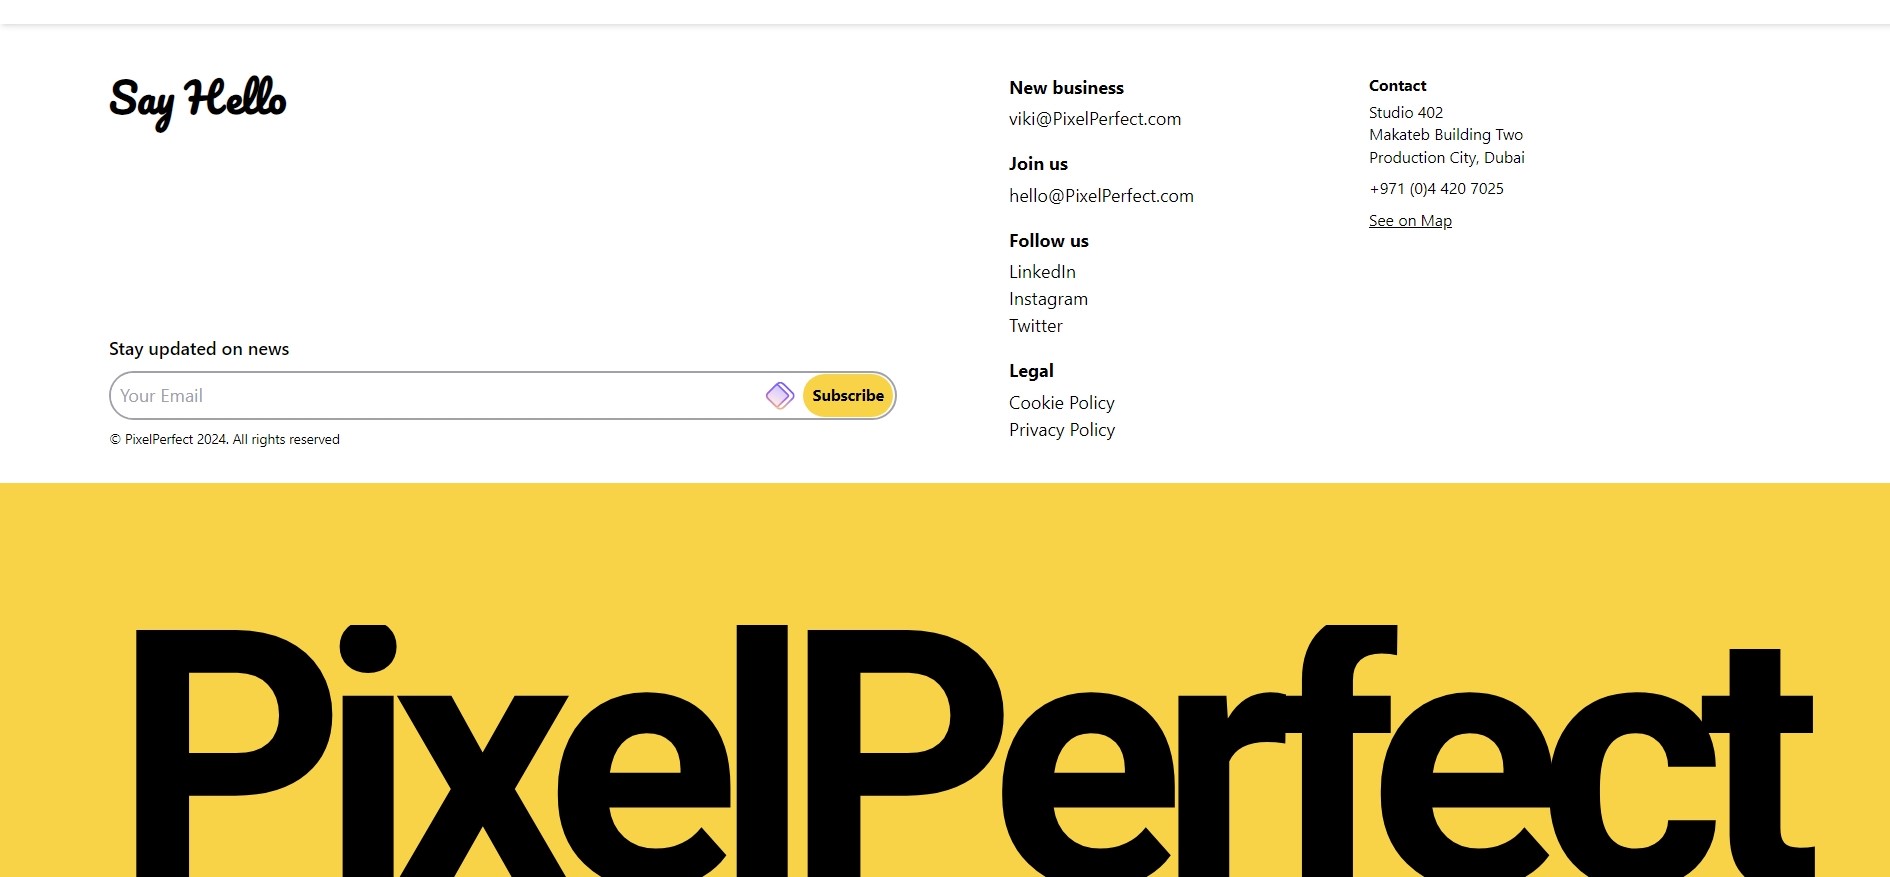 Say Hello
Stay updated on news
Your Email
Subscribe
© PixelPerfect 2024. All rights reserved
New business
viki@PixelPerfect.com
Join us
hello@PixelPerfect.com
Follow us
LinkedIn
Instagram
Twitter
Legal
Cookie Policy
Privacy Policy
Contact
Studio 402
Makateb Building Two
Production City, Dubai
+971 (0)4 420 7025
See on Map
PixelPerfect